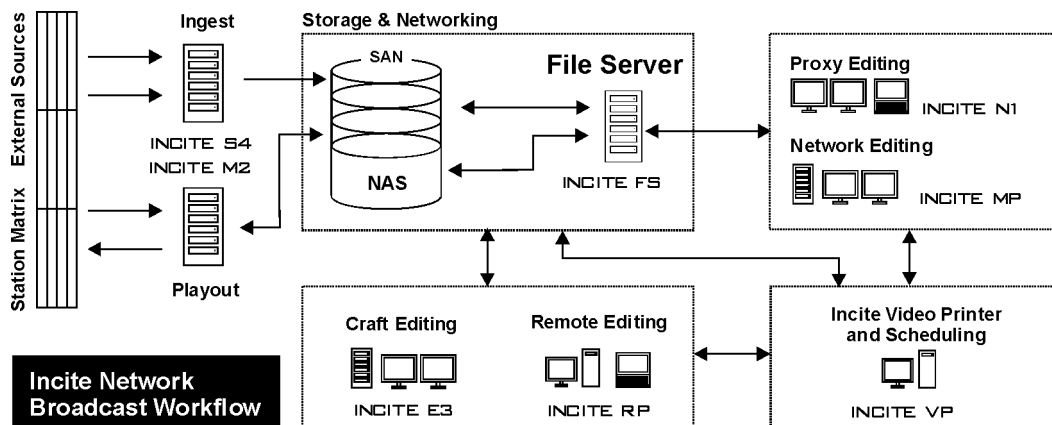 External Sources
Station Matrix
Ingest
INCITE S4
INCITE M2
Playout
Storage & Networking
SAN
NAS
File Server
INCITE FS
Proxy Editing
INCITE N1
Network Editing
INCITE MP
Craft Editing
INCITE E3
Remote Editing
INCITE RP
Incite Video Printer
and Scheduling
INCITE VP
Incite Network
Broadcast Workflow